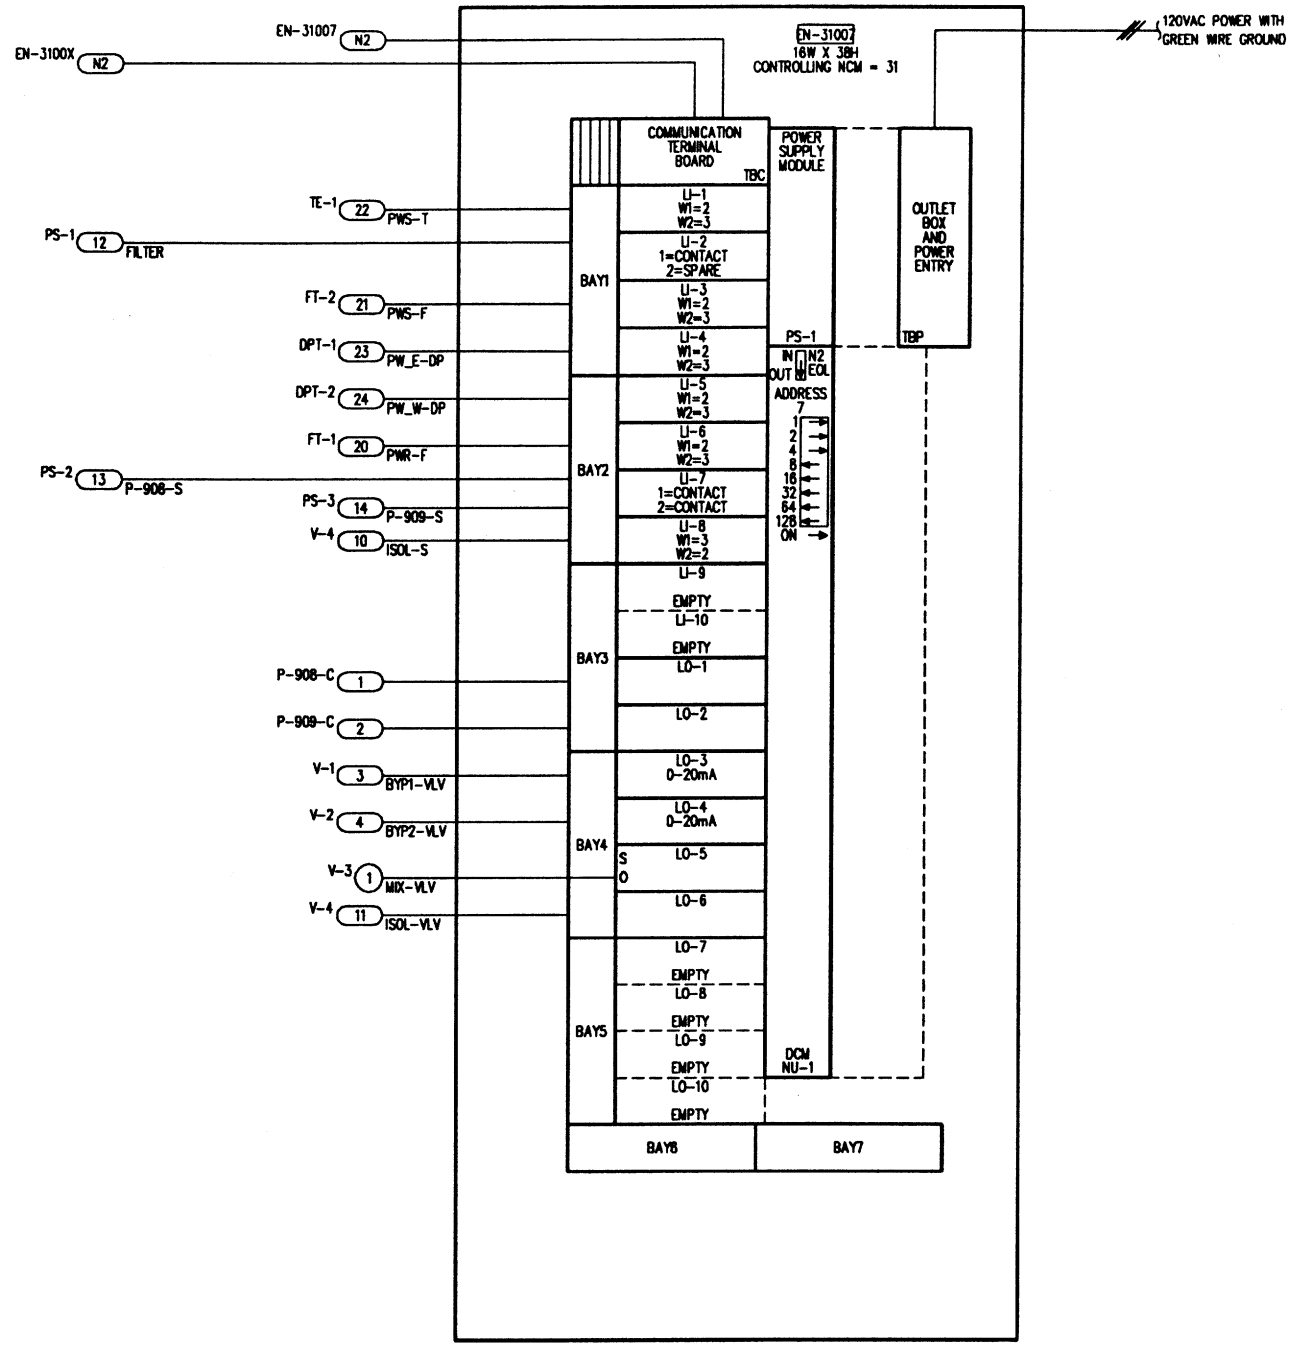 EN-31007
N2
EN-3100X
N2
EN-31007
16W X 38H
CONTROLLING NCM = 31
120VAC POWER WITH
GREEN WIRE GROUND
COMMUNICATION
TERMINAL
BOARD
TBC
POWER
SUPPLY
MODULE
PS-1
OUTLET
BOX
AND
POWER
ENTRY
TBP
TE-1
22
PWS-T
PS-1
12
FILTER
FT-2
21
PWS-F
DPT-1
23
PW_E-DP
DPT-2
24
PW_W-DP
FT-1
20
PWR-F
PS-2
13
P-908-S
PS-3
14
P-909-S
V-4
10
ISOL-S
P-908-C
1
P-909-C
2
V-1
3
BYP1-VLV
V-2
4
BYP2-VLV
V-3
1
MIX-VLV
V-4
11
ISOL-VLV
BAY1
LI-1
W1=2
W2=3
LI-2
1=CONTACT
2=SPARE
LI-3
W1=2
W2=3
LI-4
W1=2
W2=3
BAY2
LI-5
W1=2
W2=3
LI-6
W1=2
W2=3
LI-7
1=CONTACT
2=CONTACT
LI-8
W1=3
W2=2
BAY3
LI-9
EMPTY
LI-10
EMPTY
LO-1
LO-2
BAY4
LO-3
0-20mA
LO-4
0-20mA
LO-5
S
O
LO-6
BAY5
LO-7
EMPTY
LO-8
EMPTY
LO-9
EMPTY
LO-10
EMPTY
IN N2
OUT EOL
ADDRESS
7
1
2
4
8
16
32
64
128
ON
DCM
NU-1
BAY6
BAY7